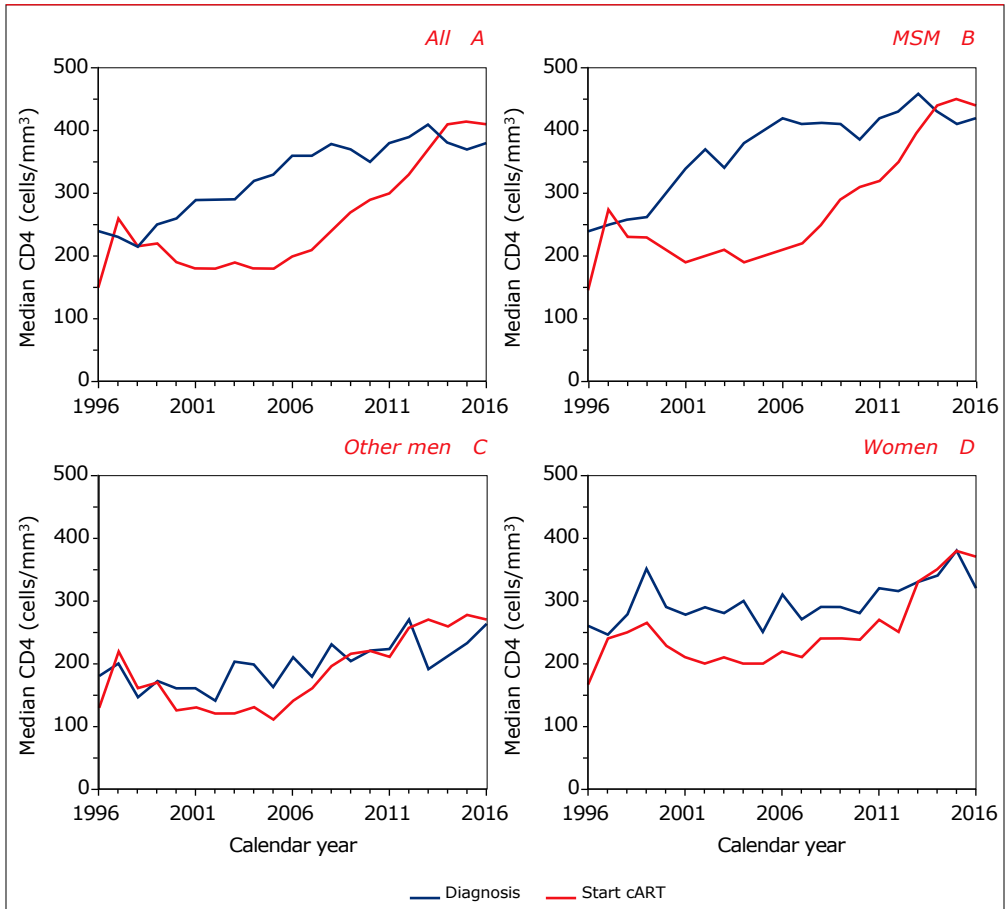 All A
Median CD4 (cells/mm³)
500
400
300
200
100
0
1996 2001 2006 2011 2016
MSM B
Median CD4 (cells/mm³)
500
400
300
200
100
0
1996 2001 2006 2011 2016
Other men C
Median CD4 (cells/mm³)
500
400
300
200
100
0
1996 2001 2006 2011 2016
Calendar year
Women D
Median CD4 (cells/mm³)
500
400
300
200
100
0
1996 2001 2006 2011 2016
Calendar year
Diagnosis Start cART